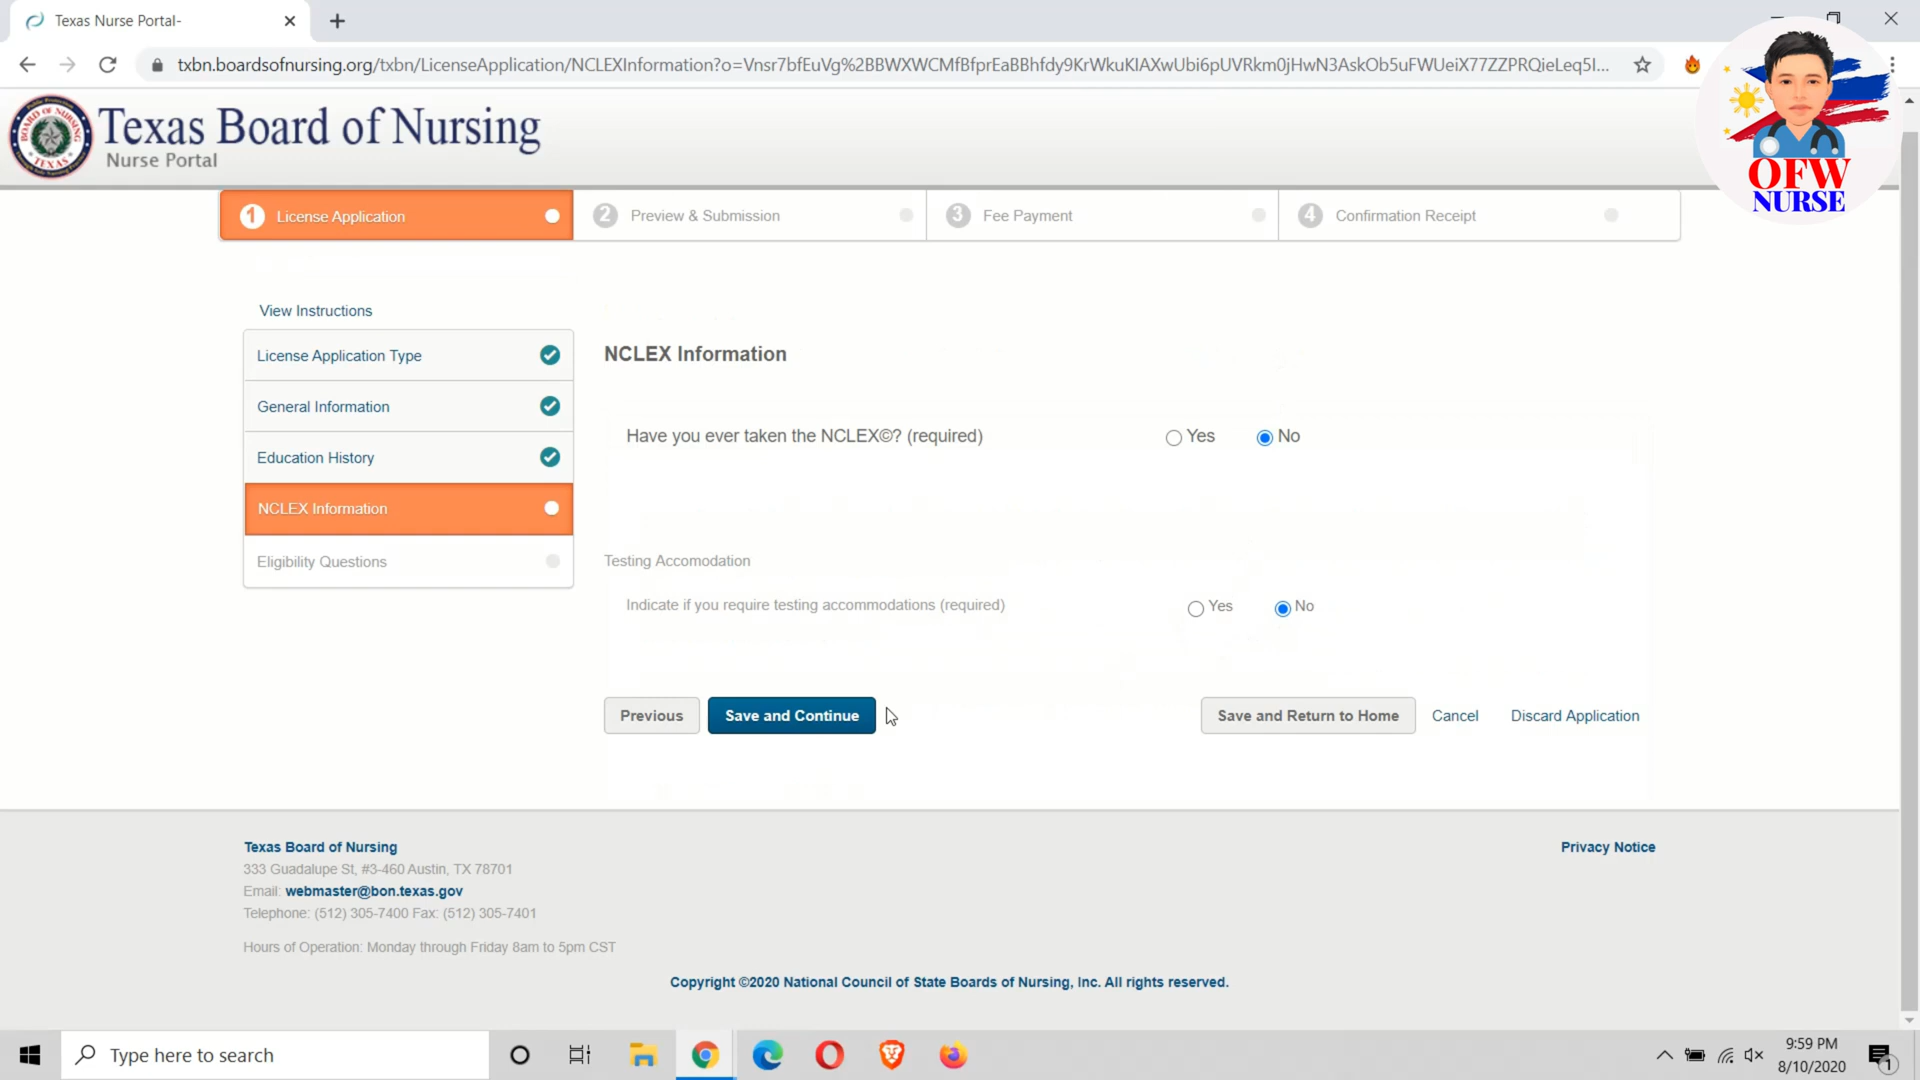 Texas Nurse Portal-
txbn.boardsofnursing.org/txbn/LicenseApplication/NCLEXInformation?o=Vnsr7bfEuVg%2BBWXWCMfBfprEaBBhfdy9KrWkuKIAXwUbi6pUVRkm0jHwN3AskOb5uFWUeiX77ZZPRQieLeq5I...
Texas Board of Nursing
Nurse Portal
OFW
NURSE
1 License Application
2 Preview & Submission
3 Fee Payment
4 Confirmation Receipt
View Instructions
License Application Type
General Information
Education History
NCLEX Information
Eligibility Questions
NCLEX Information
Have you ever taken the NCLEX©? (required) Yes No
Testing Accomodation
Indicate if you require testing accommodations (required) Yes No
Previous Save and Continue Save and Return to Home Cancel Discard Application
Texas Board of Nursing
333 Guadalupe St, #3-460 Austin, TX 78701
Email: webmaster@bon.texas.gov
Telephone: (512) 305-7400 Fax: (512) 305-7401
Hours of Operation: Monday through Friday 8am to 5pm CST
Privacy Notice
Copyright ©2020 National Council of State Boards of Nursing, Inc. All rights reserved.
Type here to search
9:59 PM
8/10/2020
1